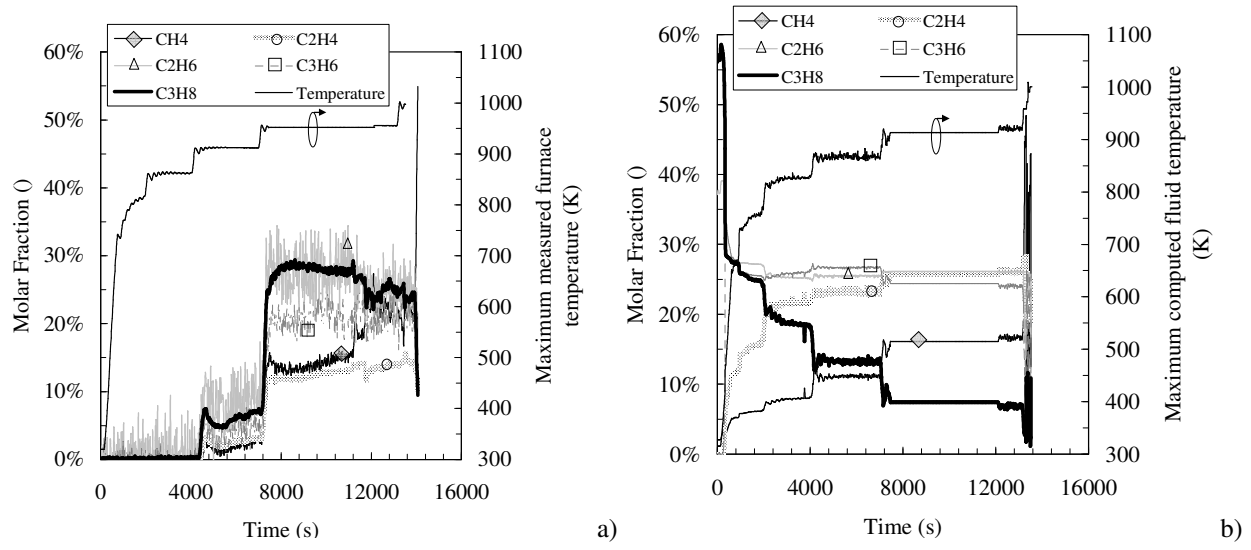 CH4 C2H4
C2H6 C3H6
C3H8 Temperature
60%
50%
40%
30%
20%
10%
0%
1100
1000
900
800
700
600
500
400
300
0 4000 8000 12000 16000
Time (s)
Molar Fraction ()
Maximum measured furnace
temperature (K)
a)
CH4 C2H4
C2H6 C3H6
C3H8 Temperature
60%
50%
40%
30%
20%
10%
0%
1100
1000
900
800
700
600
500
400
300
0 4000 8000 12000 16000
Time (s)
Molar Fraction ()
Maximum computed fluid temperature
(K)
b)